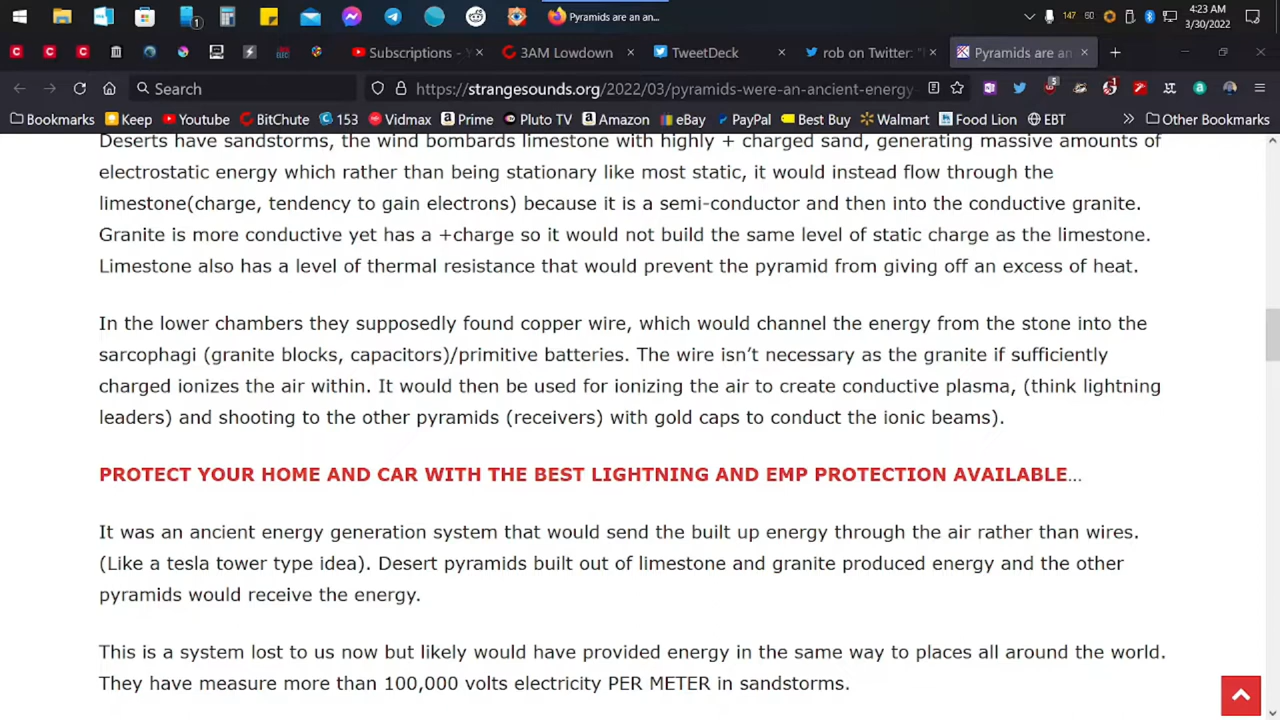 1
Pyramids are an an...
147 60
4:23 AM
3/30/2022
Subscriptions - Y
3AM Lowdown
TweetDeck
rob on Twitter: "I
Pyramids are an
Search
https://strangesounds.org/2022/03/pyramids-were-an-ancient-energy
5
Bookmarks Keep Youtube BitChute 153 Vidmax Prime Pluto TV Amazon eBay PayPal Best Buy Walmart Food Lion EBT Other Bookmarks
Deserts have sandstorms, the wind bombards limestone with highly + charged sand, generating massive amounts of
electrostatic energy which rather than being stationary like most static, it would instead flow through the
limestone(charge, tendency to gain electrons) because it is a semi-conductor and then into the conductive granite.
Granite is more conductive yet has a +charge so it would not build the same level of static charge as the limestone.
Limestone also has a level of thermal resistance that would prevent the pyramid from giving off an excess of heat.
In the lower chambers they supposedly found copper wire, which would channel the energy from the stone into the
sarcophagi (granite blocks, capacitors)/primitive batteries. The wire isn’t necessary as the granite if sufficiently
charged ionizes the air within. It would then be used for ionizing the air to create conductive plasma, (think lightning
leaders) and shooting to the other pyramids (receivers) with gold caps to conduct the ionic beams).
PROTECT YOUR HOME AND CAR WITH THE BEST LIGHTNING AND EMP PROTECTION AVAILABLE…
It was an ancient energy generation system that would send the built up energy through the air rather than wires.
(Like a tesla tower type idea). Desert pyramids built out of limestone and granite produced energy and the other
pyramids would receive the energy.
This is a system lost to us now but likely would have provided energy in the same way to places all around the world.
They have measure more than 100,000 volts electricity PER METER in sandstorms.